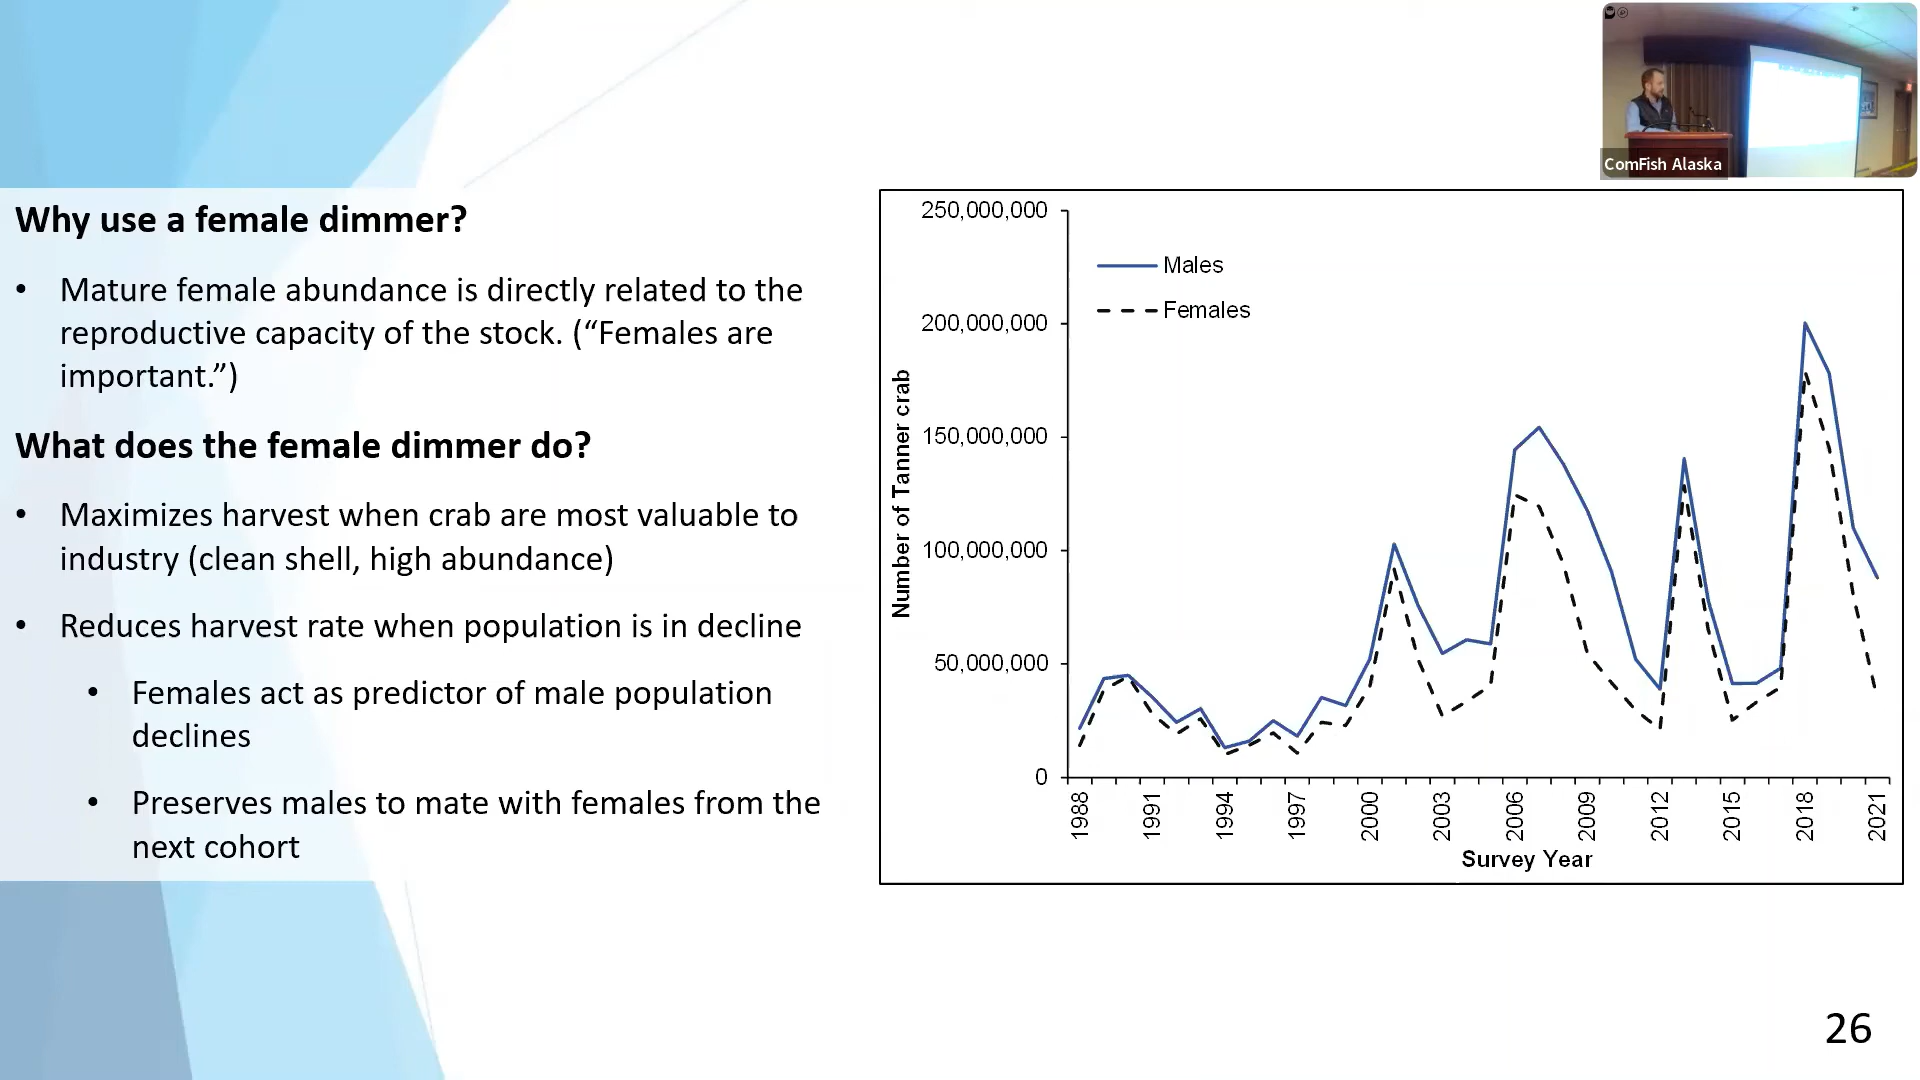 ComFish Alaska
Why use a female dimmer?
• Mature female abundance is directly related to the
reproductive capacity of the stock. (“Females are
important.”)
What does the female dimmer do?
• Maximizes harvest when crab are most valuable to
industry (clean shell, high abundance)
• Reduces harvest rate when population is in decline
• Females act as predictor of male population
declines
• Preserves males to mate with females from the
next cohort
Number of Tanner crab
250,000,000
200,000,000
150,000,000
100,000,000
50,000,000
0
Males
Females
1988 1991 1994 1997 2000 2003 2006 2009 2012 2015 2018 2021
Survey Year
26